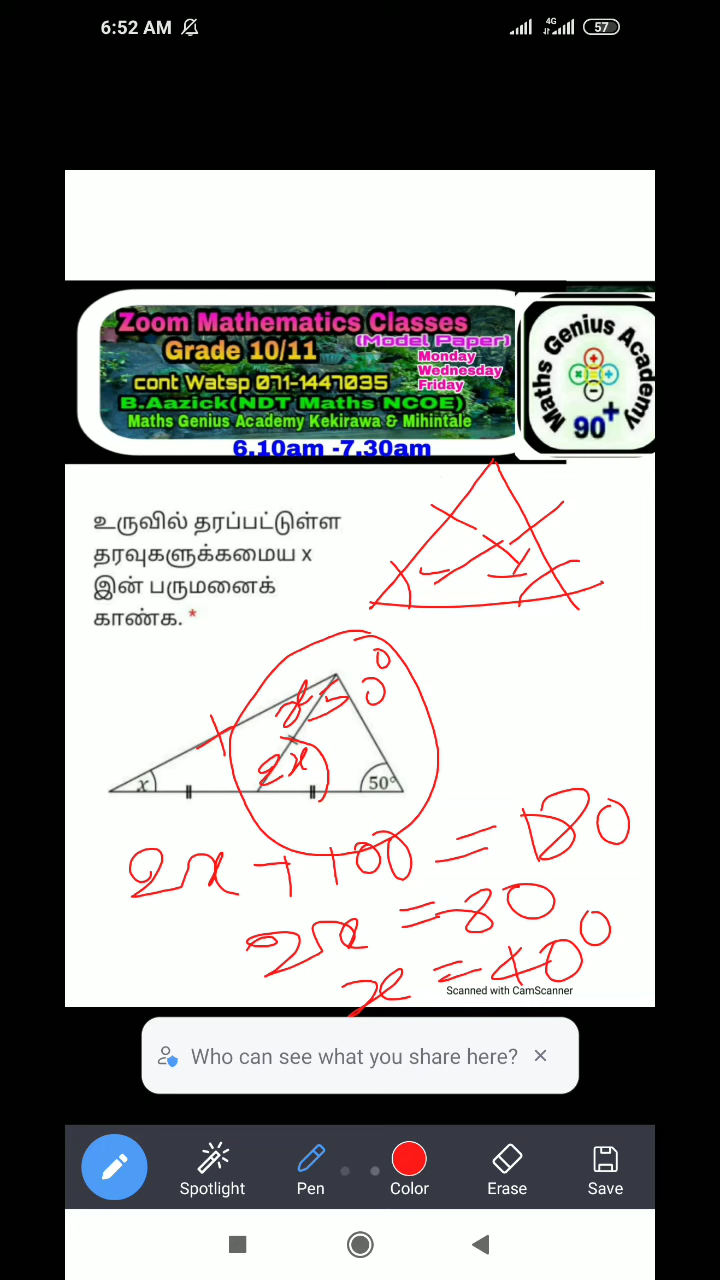 6:52 AM
4G
57
Zoom Mathematics Classes
(Model Paper)
Grade 10/11
Monday
Wednesday
Friday
cont Watsp 071-1447035
B.Aazick(NDT Maths NCOE)
Maths Genius Academy Kekirawa & Mihintale
6.10am -7.30am
Maths Genius Academy
90+
உருவில் தரப்பட்டுள்ள
தரவுகளுக்கமைய x
இன் பருமனைக்
காண்க. *
x 50°
2x
x
50°
2x + 100 = 180
2x = 80
x = 40°
Scanned with CamScanner
Who can see what you share here? ×
Spotlight
Pen
Color
Erase
Save